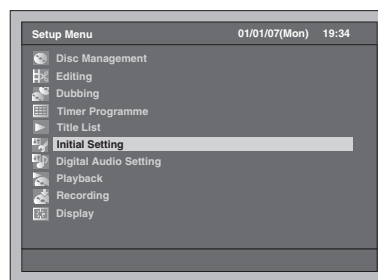 Setup Menu 01/01/07(Mon) 19:34
Disc Management
Editing
Dubbing
Timer Programme
Title List
Initial Setting
Digital Audio Setting
Playback
Recording
Display